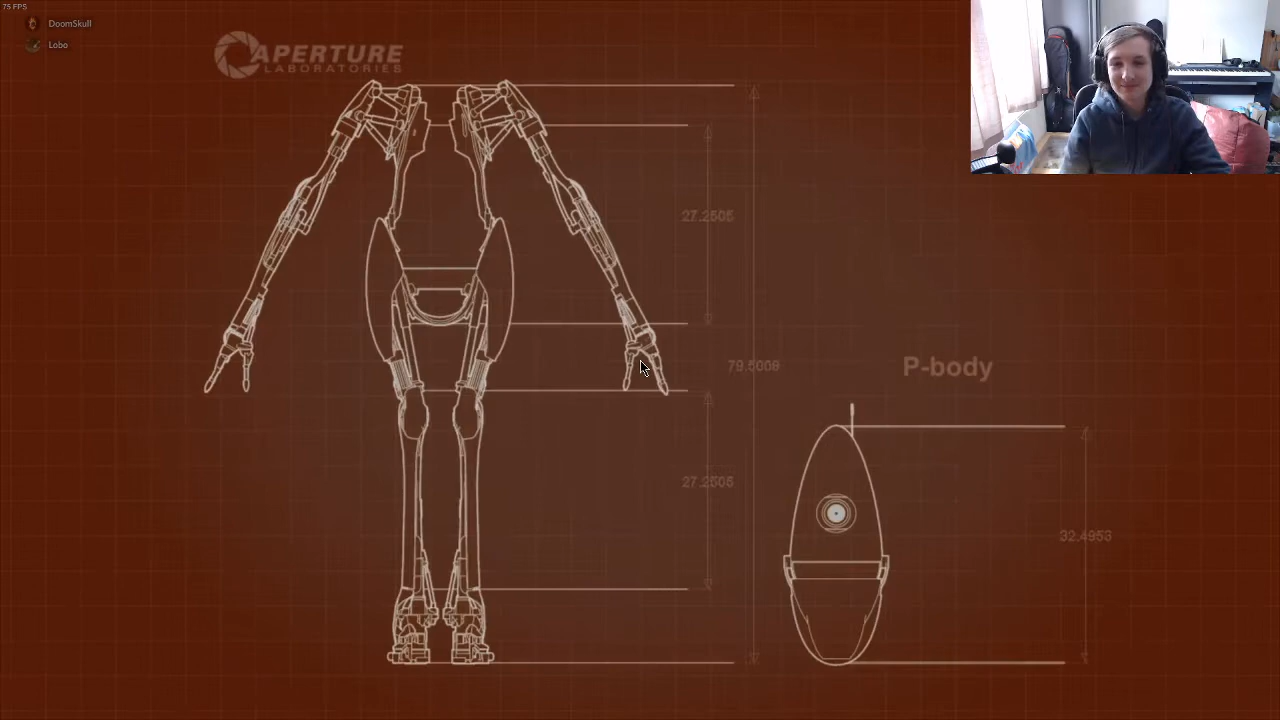 75 FPS
DoomSkull
Lobo
APERTURE
LABORATORIES
27.2505
79.5009
P-body
27.2505
32.4953